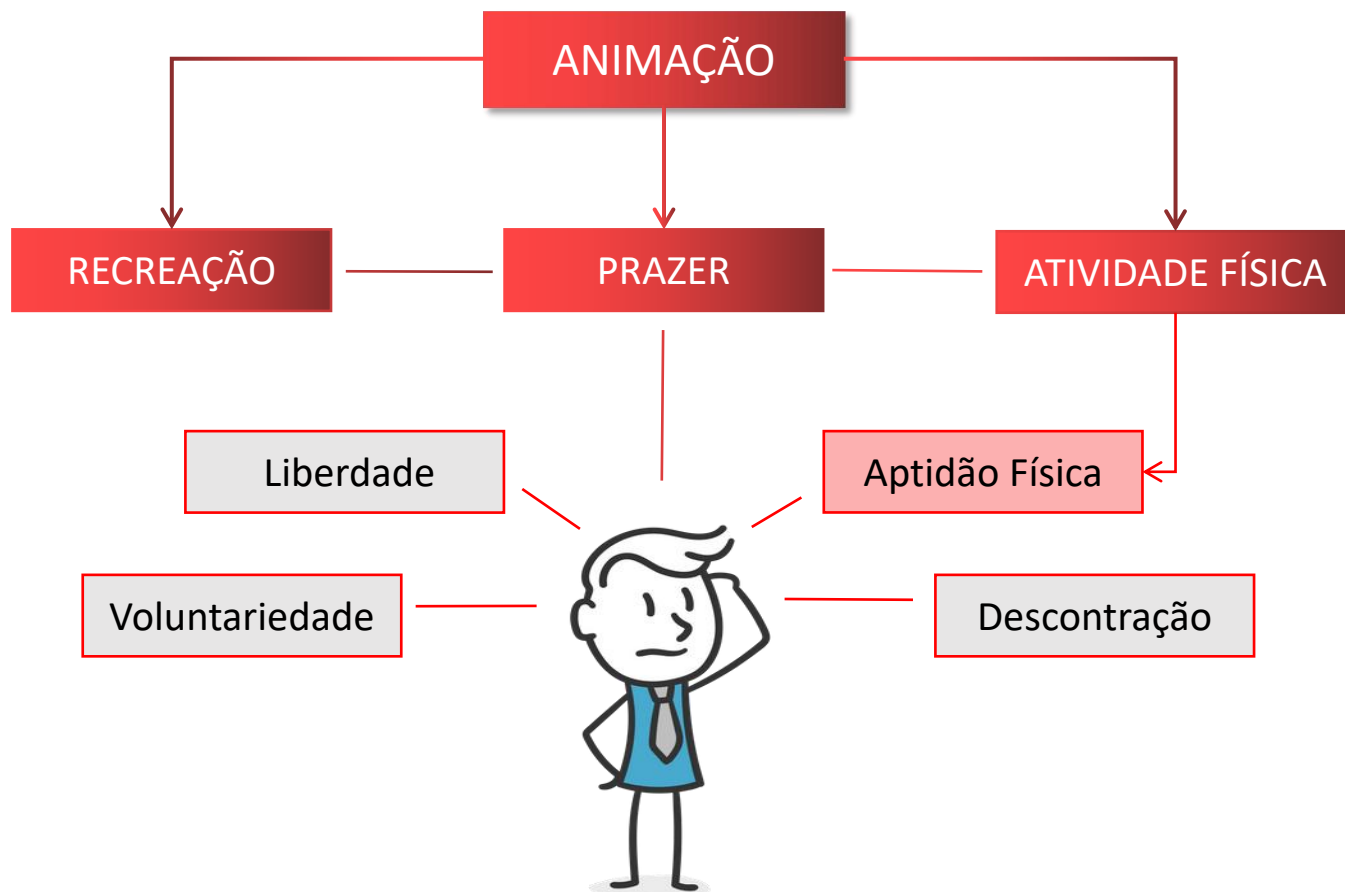 ANIMAÇÃO
RECREAÇÃO
PRAZER
ATIVIDADE FÍSICA
Liberdade
Aptidão Física
Voluntariedade
Descontração